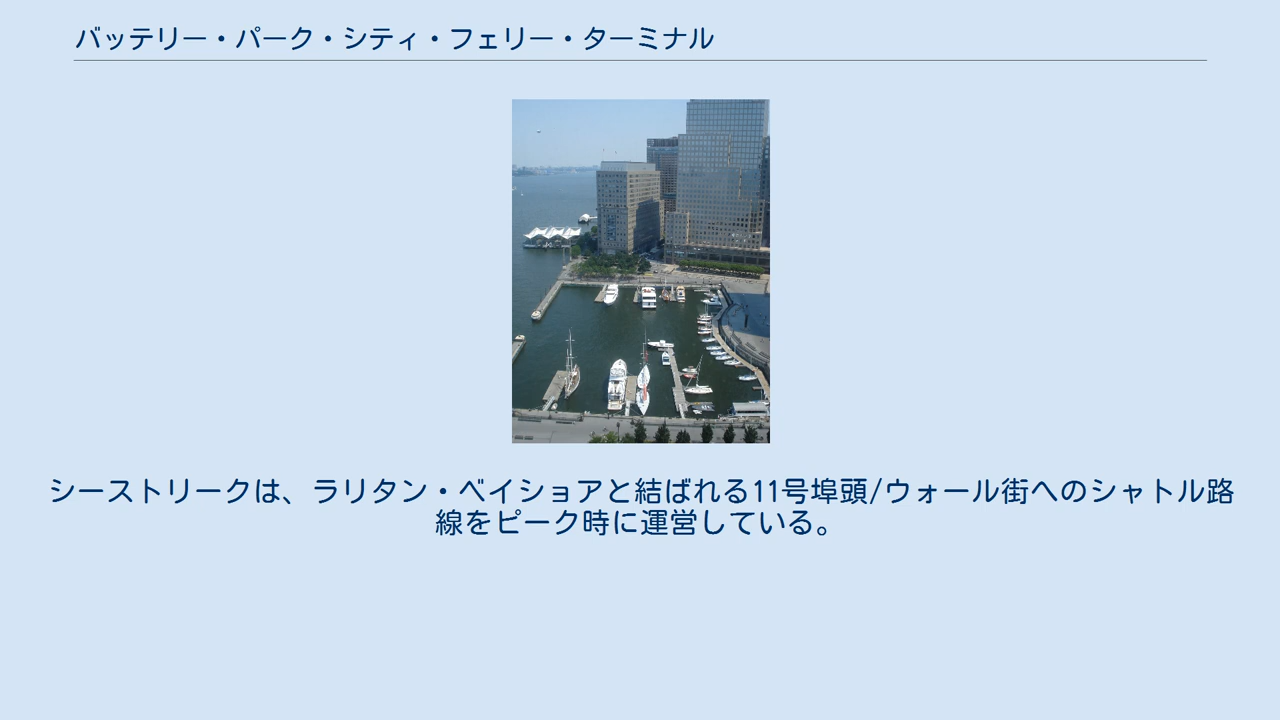 バッテリー・パーク・シティ・フェリー・ターミナル
シーストリークは、ラリタン・ベイショアと結ばれる11号埠頭/ウォール街へのシャトル路
線をピーク時に運営している。